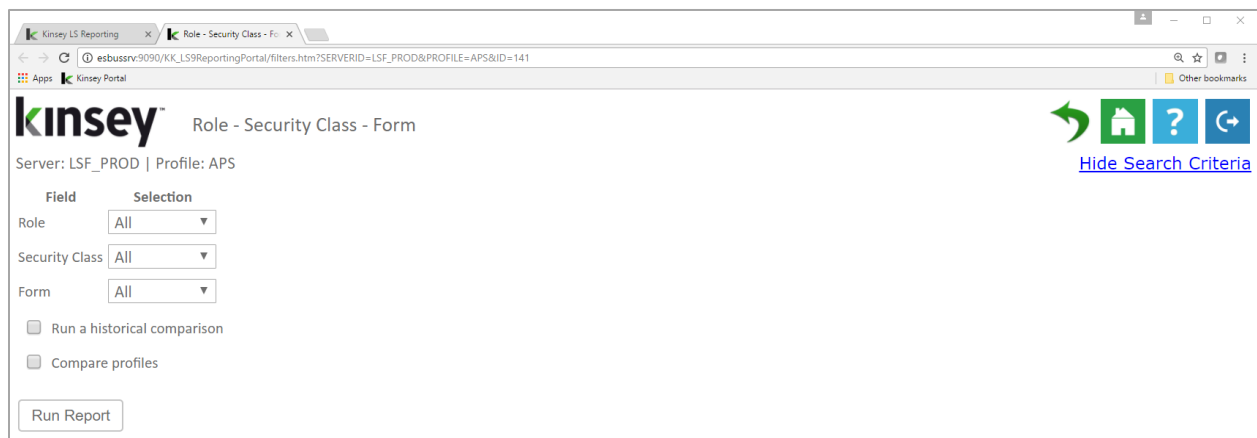 Kinsey LS Reporting
Role - Security Class - Fo
esbussrv:9090/KK_LS9ReportingPortal/filters.htm?SERVERID=LSF_PROD&PROFILE=APS&ID=141
Apps Kinsey Portal Other bookmarks
kinsey™ Role - Security Class - Form
?
Server: LSF_PROD | Profile: APS
Hide Search Criteria
Field Selection
Role All
Security Class All
Form All
Run a historical comparison
Compare profiles
Run Report